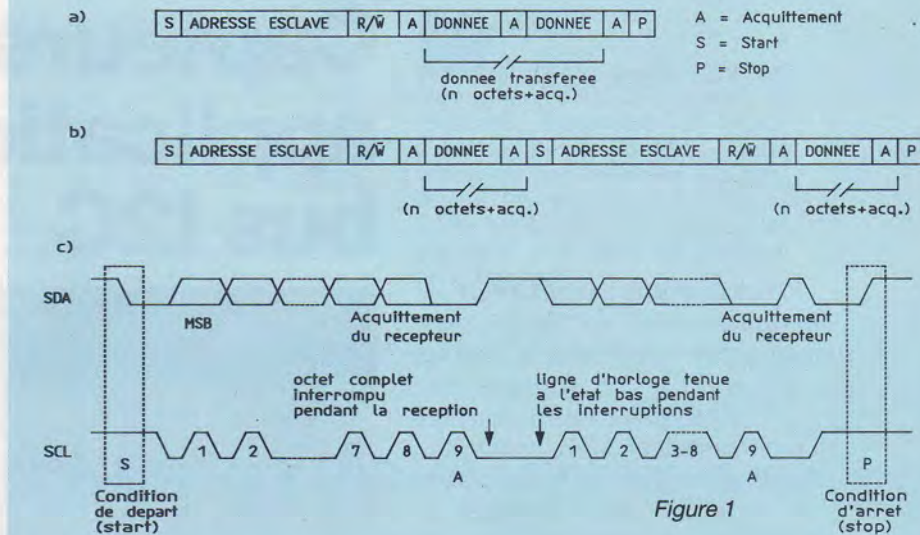 a)
S ADRESSE ESCLAVE R/W̄ A DONNEE A DONNEE A P
donnee transferee
(n octets+acq.)
A = Acquittement
S = Start
P = Stop
b)
S ADRESSE ESCLAVE R/W̄ A DONNEE A S ADRESSE ESCLAVE R/W̄ A DONNEE A P
(n octets+acq.)
(n octets+acq.)
c)
SDA
MSB
Acquittement
du recepteur
Acquittement
du recepteur
octet complet
interrompu
pendant la reception
ligne d'horloge tenue
a l'etat bas pendant
les interruptions
SCL
S 1 2 7 8 9 1 2 3-8 9 P
A A
Condition
de depart
(start)
Figure 1
Condition
d'arret
(stop)